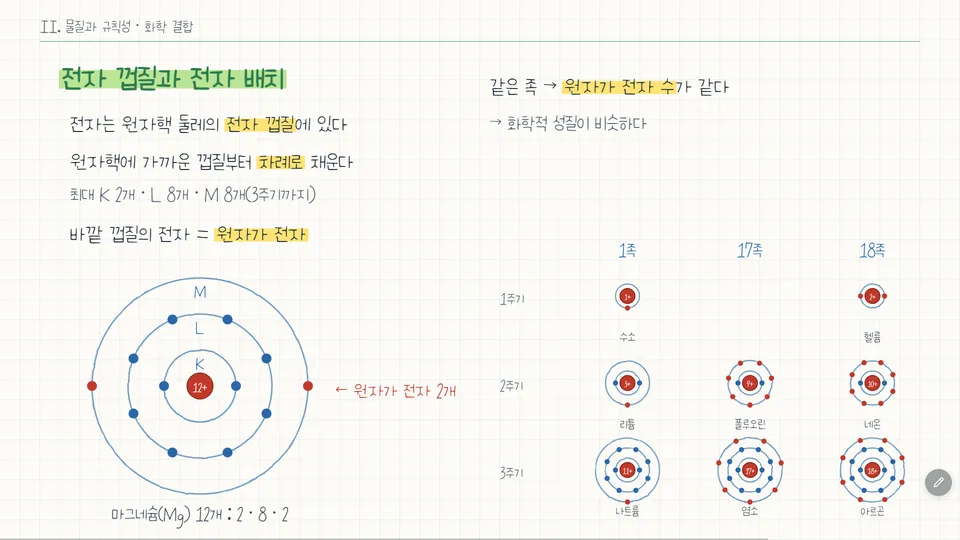 II. 물질과 규칙성 · 화학 결합
전자 껍질과 전자 배치
전자는 원자핵 둘레의 전자 껍질에 있다
원자핵에 가까운 껍질부터 차례로 채운다
최대 K 2개 · L 8개 · M 8개(3주기까지)
바깥 껍질의 전자 = 원자가 전자
M
L
K
12+
← 원자가 전자 2개
마그네슘(Mg) 12개 : 2 · 8 · 2
같은 족 → 원자가 전자 수가 같다
→ 화학적 성질이 비슷하다
1족 17족 18족
1주기
1+ 2+
수소 헬륨
2주기
3+ 9+ 10+
리튬 플루오린 네온
3주기
11+ 17+ 18+
나트륨 염소 아르곤